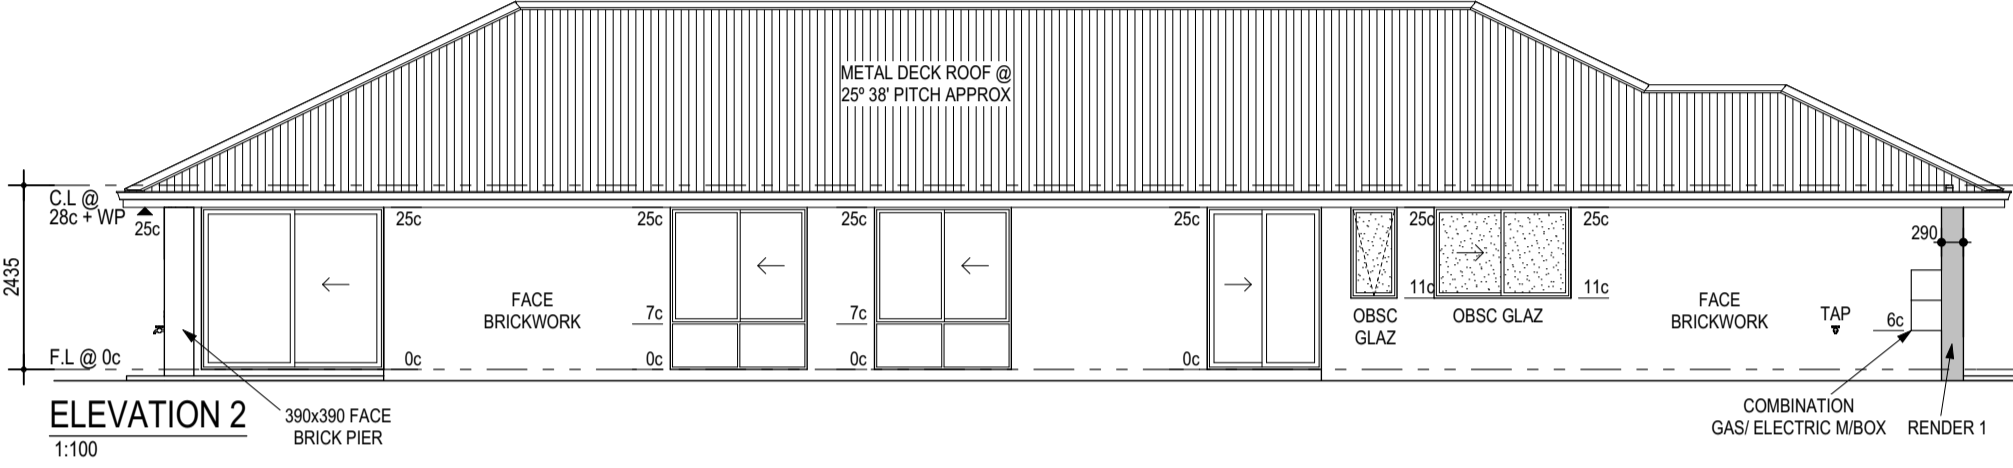 METAL DECK ROOF @
25º 38' PITCH APPROX
C.L @
28c + WP
25c
25c
25c
25c
25c
25c
25c
290
2435
FACE
BRICKWORK
7c
7c
11c
11c
OBSC
GLAZ
OBSC GLAZ
FACE
BRICKWORK
TAP
6c
F.L @ 0c
0c
0c
0c
0c
ELEVATION 2
1:100
390x390 FACE
BRICK PIER
COMBINATION
GAS/ ELECTRIC M/BOX
RENDER 1